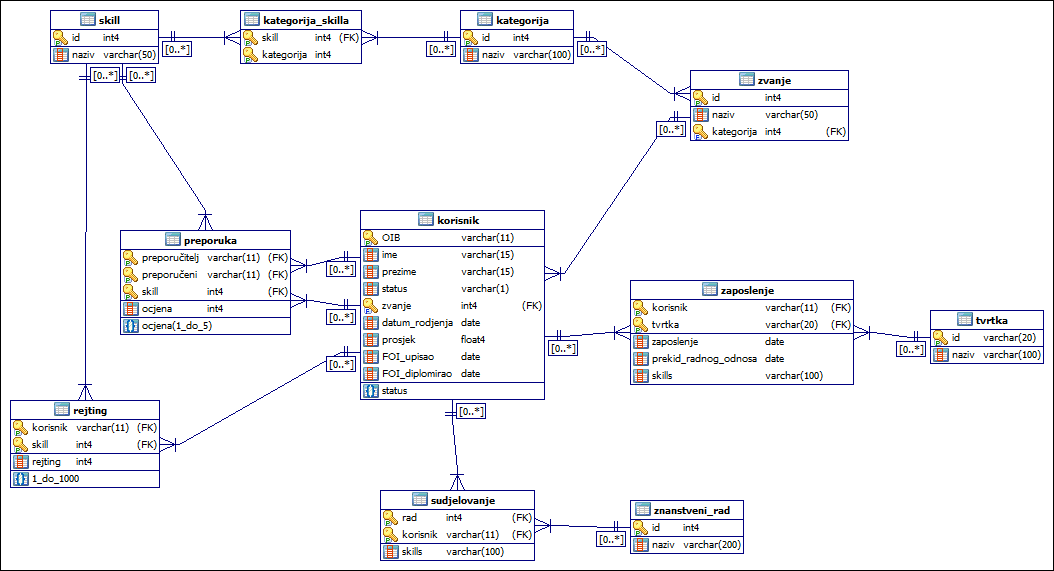 skill
id int4
naziv varchar(50)
[0..*]
[0..*]
[0..*]
kategorija_skilla
skill int4 (FK)
kategorija int4
[0..*]
kategorija
id int4
naziv varchar(100)
[0..*]
zvanje
id int4
naziv varchar(50)
kategorija int4 (FK)
[0..*]
preporuka
preporučitelj varchar(11) (FK)
preporučeni varchar(11) (FK)
skill int4 (FK)
ocjena int4
ocjena(1_do_5)
[0..*]
[0..*]
[0..*]
korisnik
OIB varchar(11)
ime varchar(15)
prezime varchar(15)
status varchar(1)
zvanje int4 (FK)
datum_rodjenja date
prosjek float4
FOI_upisao date
FOI_diplomirao date
status
[0..*]
[0..*]
zaposlenje
korisnik varchar(11) (FK)
tvrtka varchar(20) (FK)
zaposlenje date
prekid_radnog_odnosa date
skills varchar(100)
[0..*]
tvrtka
id varchar(20)
naziv varchar(100)
rejting
korisnik varchar(11) (FK)
skill int4 (FK)
rejting int4
1_do_1000
sudjelovanje
rad int4 (FK)
korisnik varchar(11) (FK)
skills varchar(100)
[0..*]
znanstveni_rad
id int4
naziv varchar(200)